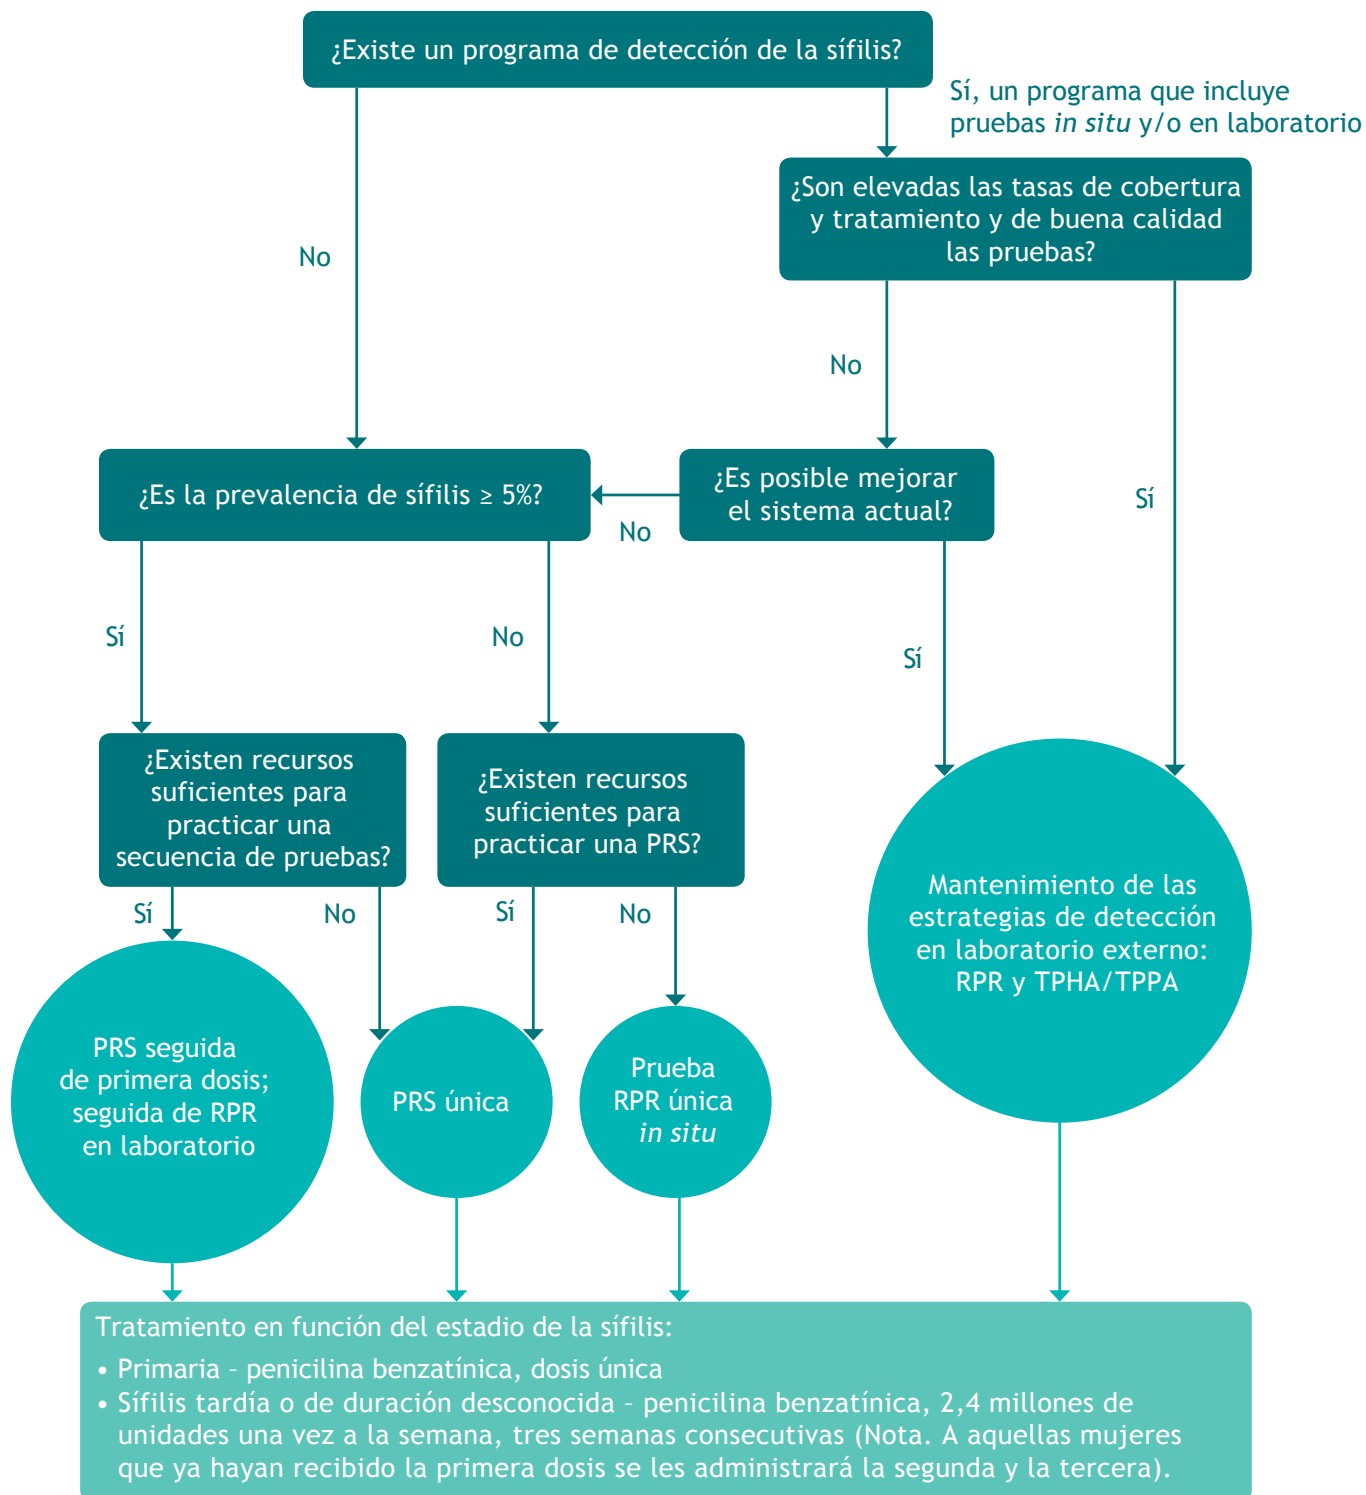 ¿Existe un programa de detección de la sífilis?
Sí, un programa que incluye
pruebas in situ y/o en laboratorio
¿Son elevadas las tasas de cobertura
y tratamiento y de buena calidad
las pruebas?
No
No
Sí
¿Es la prevalencia de sífilis ≥ 5%?
¿Es posible mejorar
el sistema actual?
No
Sí
No
Sí
¿Existen recursos
suficientes para
practicar una
secuencia de pruebas?
¿Existen recursos
suficientes para
practicar una PRS?
Sí
No
Sí
No
Mantenimiento de las
estrategias de detección
en laboratorio externo:
RPR y TPHA/TPPA
PRS seguida
de primera dosis;
seguida de RPR
en laboratorio
PRS única
Prueba
RPR única
in situ
Tratamiento en función del estadio de la sífilis:
• Primaria – penicilina benzatínica, dosis única
• Sífilis tardía o de duración desconocida – penicilina benzatínica, 2,4 millones de
unidades una vez a la semana, tres semanas consecutivas (Nota. A aquellas mujeres
que ya hayan recibido la primera dosis se les administrará la segunda y la tercera).